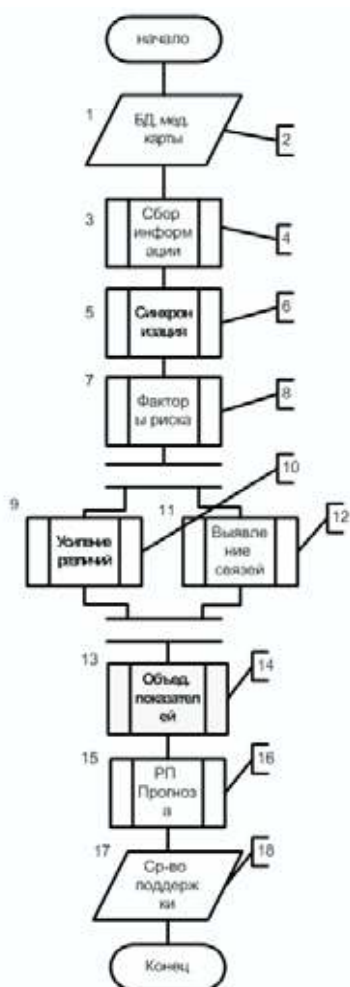 начало
1
БД, мед.
карты
2
3
Сбор
информ
ации
4
5
Синхрон
изация
6
7
Фактор
ы риска
8
9
Усиление
различий
10
11
Выявле
ние
связей
12
13
Объед.
показател
ей
14
15
РП
Прогноз
а
16
17
Ср-во
поддерж
ки
18
Конец